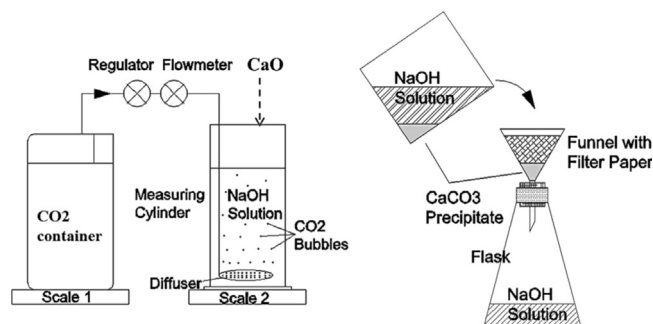 Regulator Flowmeter
CaO
CO2
container
Scale 1
Measuring
Cylinder
NaOH
Solution
CO2
Bubbles
Diffuser
Scale 2
NaOH
Solution
Funnel with
Filter Paper
CaCO3
Precipitate
Flask
NaOH
Solution